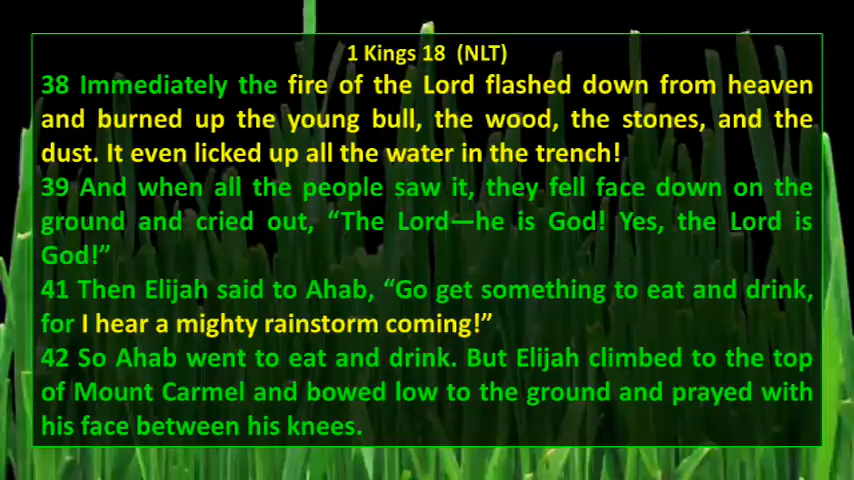 1 Kings 18 (NLT)
38 Immediately the fire of the Lord flashed down from heaven
and burned up the young bull, the wood, the stones, and the
dust. It even licked up all the water in the trench!
39 And when all the people saw it, they fell face down on the
ground and cried out, “The Lord—he is God! Yes, the Lord is
God!”
41 Then Elijah said to Ahab, “Go get something to eat and drink,
for I hear a mighty rainstorm coming!”
42 So Ahab went to eat and drink. But Elijah climbed to the top
of Mount Carmel and bowed low to the ground and prayed with
his face between his knees.